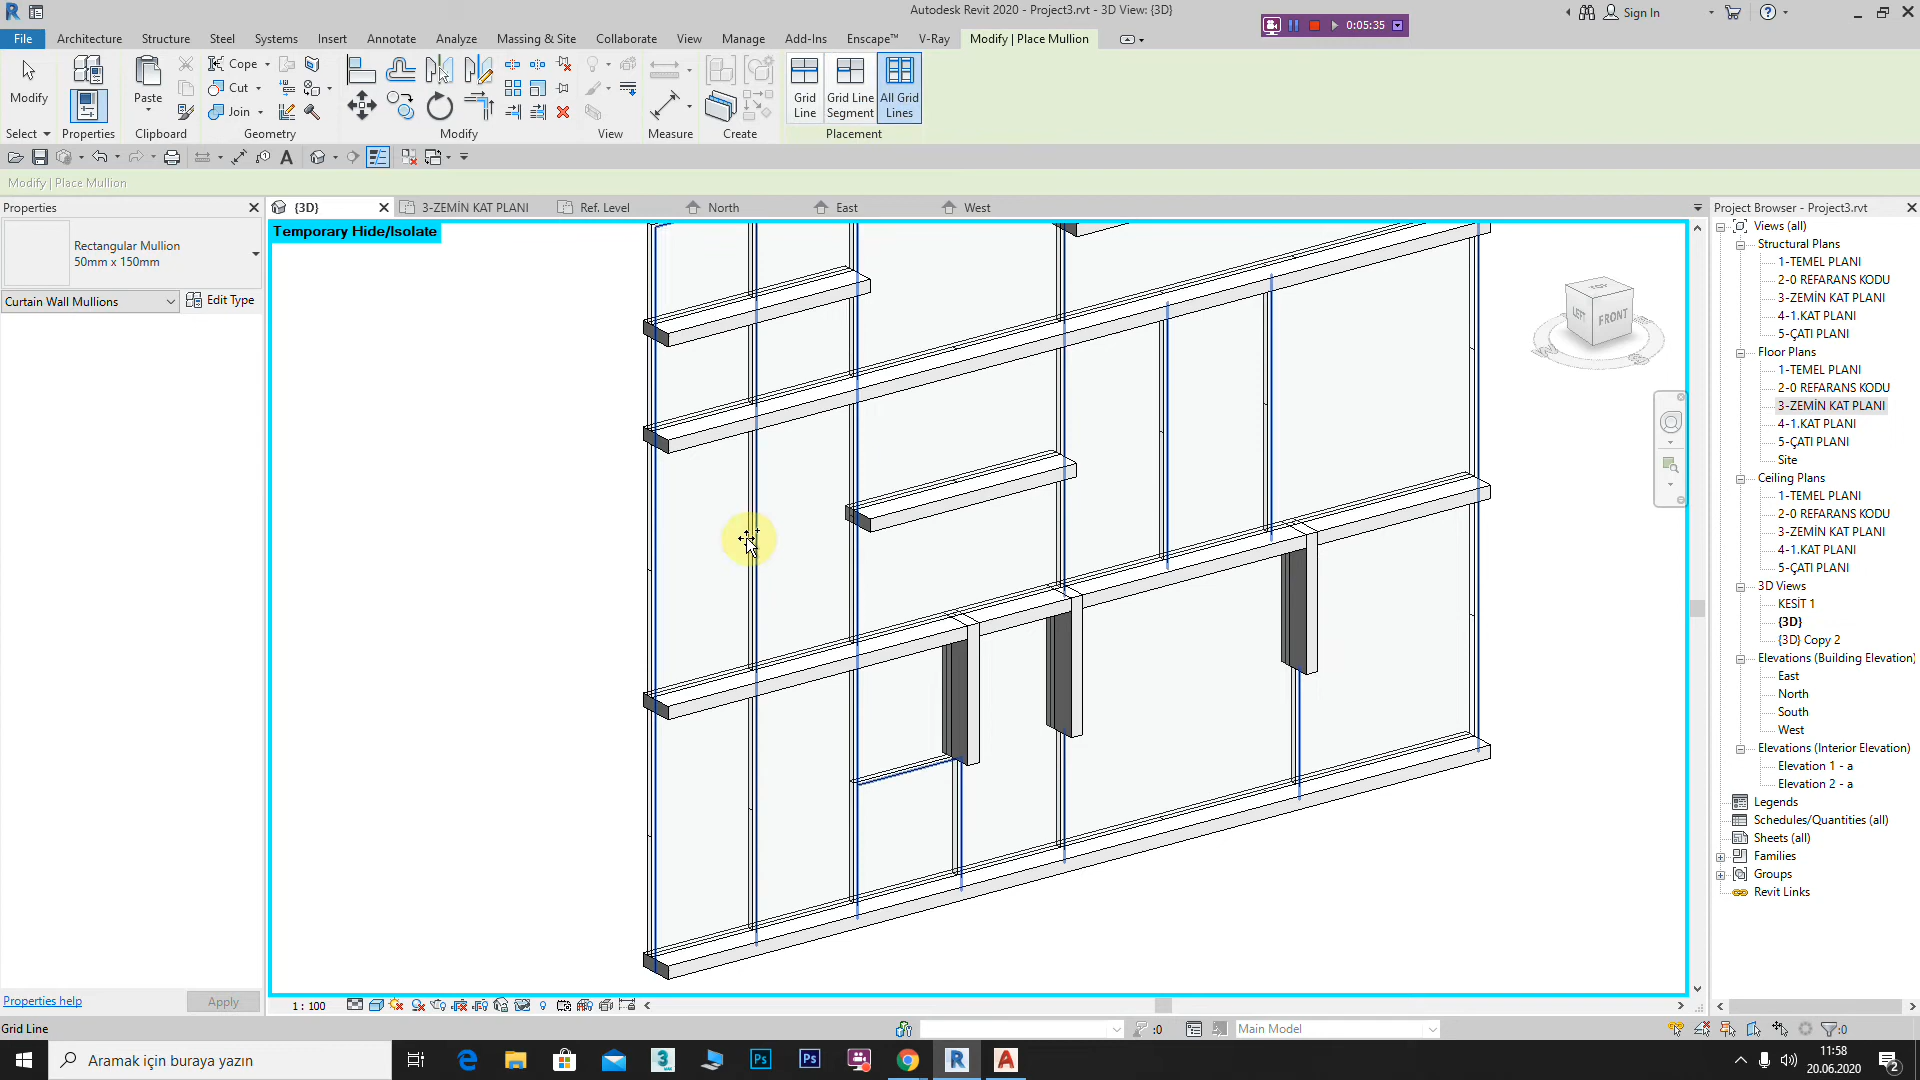 Autodesk Revit 2020 - Project3.rvt - 3D View: {3D}
0:05:35
Sign In
File
Architecture
Structure
Steel
Systems
Insert
Annotate
Analyze
Massing & Site
Collaborate
View
Manage
Add-Ins
Enscape™
V-Ray
Modify | Place Mullion
Modify
Select
Properties
Paste
Clipboard
Cope
Cut
Join
Geometry
Modify
View
Measure
Create
Grid
Line
Grid Line
Segment
All Grid
Lines
Placement
Modify | Place Mullion
Properties
Rectangular Mullion
50mm x 150mm
Curtain Wall Mullions
Edit Type
Properties help
Apply
{3D}
3-ZEMİN KAT PLANI
Ref. Level
North
East
West
Temporary Hide/Isolate
TOP
LEFT
FRONT
W
1 : 100
Project Browser - Project3.rvt
Views (all)
Structural Plans
1-TEMEL PLANI
2-0 REFARANS KODU
3-ZEMİN KAT PLANI
4-1.KAT PLANI
5-ÇATI PLANI
Floor Plans
1-TEMEL PLANI
2-0 REFARANS KODU
3-ZEMİN KAT PLANI
4-1.KAT PLANI
5-ÇATI PLANI
Site
Ceiling Plans
1-TEMEL PLANI
2-0 REFARANS KODU
3-ZEMİN KAT PLANI
4-1.KAT PLANI
5-ÇATI PLANI
3D Views
KESİT 1
{3D}
{3D} Copy 2
Elevations (Building Elevation)
East
North
South
West
Elevations (Interior Elevation)
Elevation 1 - a
Elevation 2 - a
Legends
Schedules/Quantities (all)
Sheets (all)
Families
Groups
Revit Links
Grid Line
:0
Main Model
:0
Aramak için buraya yazın
11:58
20.06.2020
2